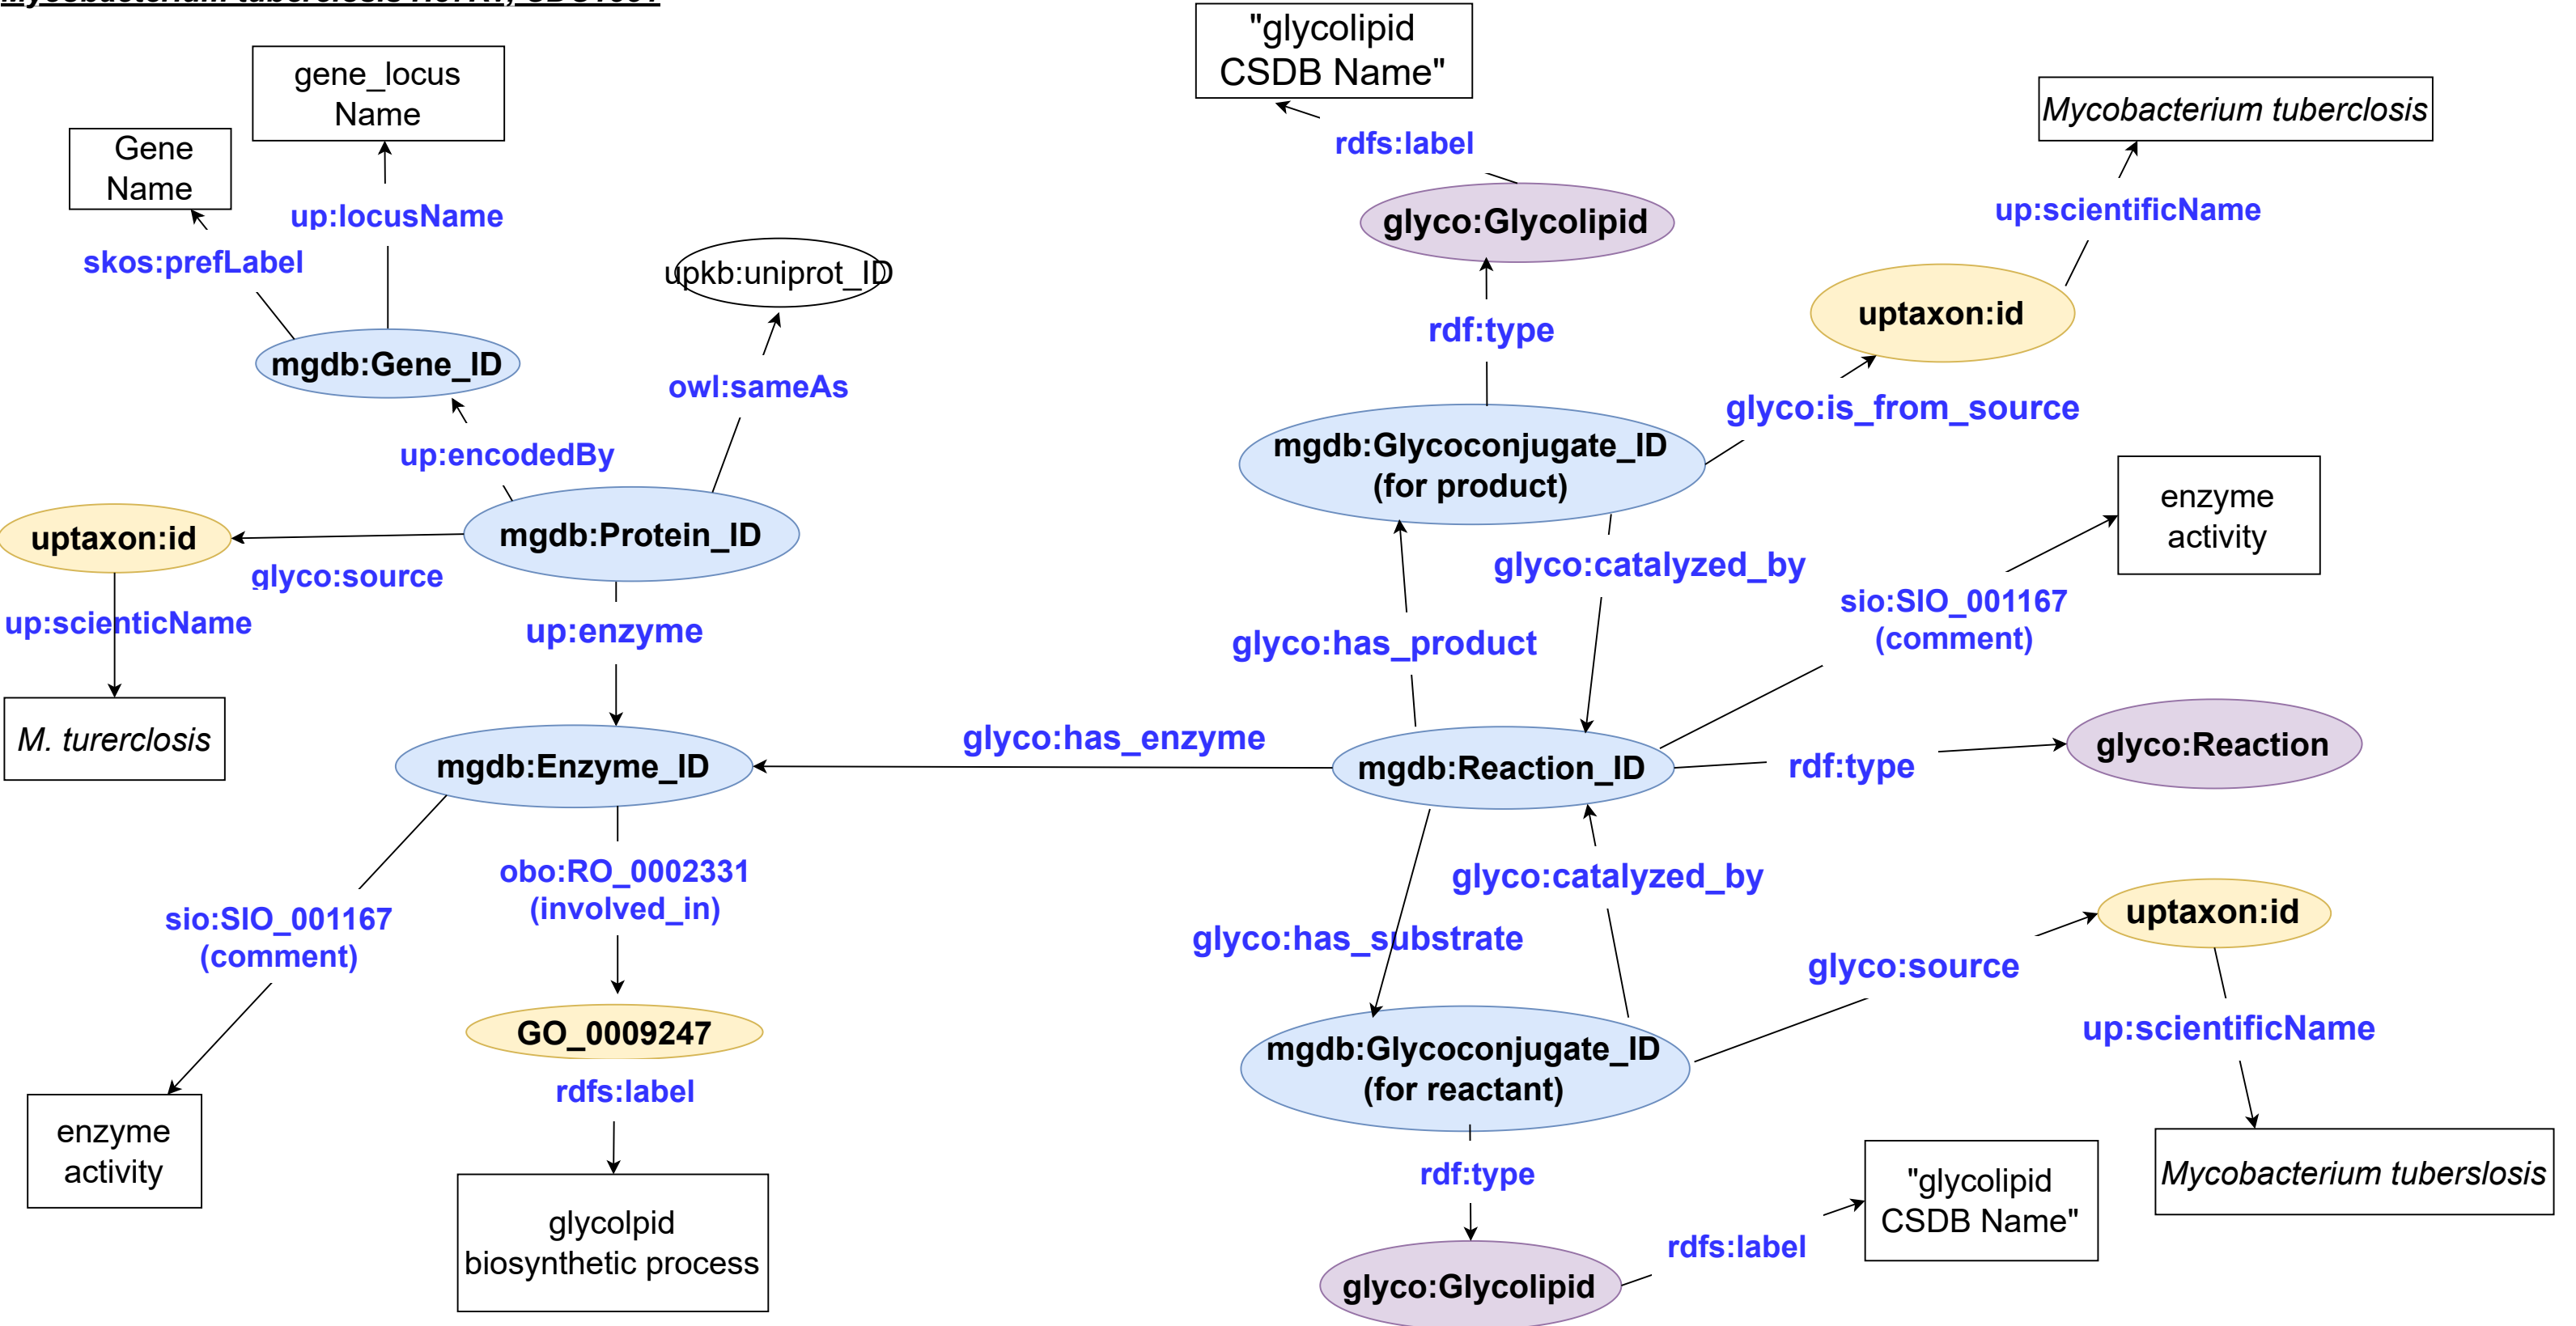 Mycobacterium tuberclosis
gene_locus
Name
Gene
Name
up:locusName
skos:prefLabel
upkb:uniprot_ID
mgdb:Gene_ID
owl:sameAs
up:encodedBy
uptaxon:id
mgdb:Protein_ID
glyco:source
up:scienticName
up:enzyme
M. turerclosis
mgdb:Enzyme_ID
glyco:has_enzyme
obo:RO_0002331
(involved_in)
sio:SIO_001167
(comment)
GO_0009247
rdfs:label
enzyme
activity
glycolpid
biosynthetic process
"glycolipid
CSDB Name"
rdfs:label
glyco:Glycolipid
rdf:type
Mycobacterium tuberclosis
up:scientificName
uptaxon:id
glyco:is_from_source
mgdb:Glycoconjugate_ID
(for product)
enzyme
activity
glyco:catalyzed_by
sio:SIO_001167
(comment)
glyco:has_product
mgdb:Reaction_ID
rdf:type
glyco:Reaction
glyco:catalyzed_by
glyco:has_substrate
uptaxon:id
glyco:source
up:scientificName
mgdb:Glycoconjugate_ID
(for reactant)
rdf:type
Mycobacterium tuberslosis
"glycolipid
CSDB Name"
rdfs:label
glyco:Glycolipid